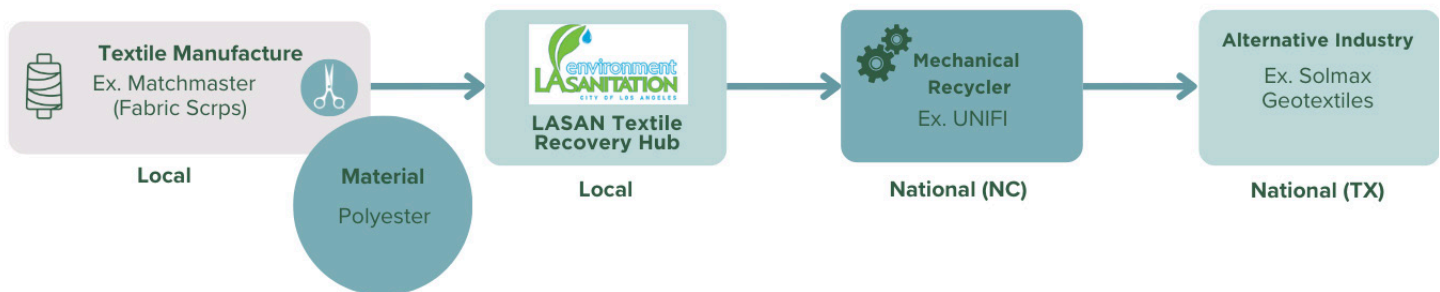 Textile Manufacture
Ex. Matchmaster
(Fabric Scrps)
Local
Material
Polyester
environment
LASANITATION
CITY OF LOS ANGELES
LASAN Textile
Recovery Hub
Local
Mechanical
Recycler
Ex. UNIFI
National (NC)
Alternative Industry
Ex. Solmax
Geotextiles
National (TX)